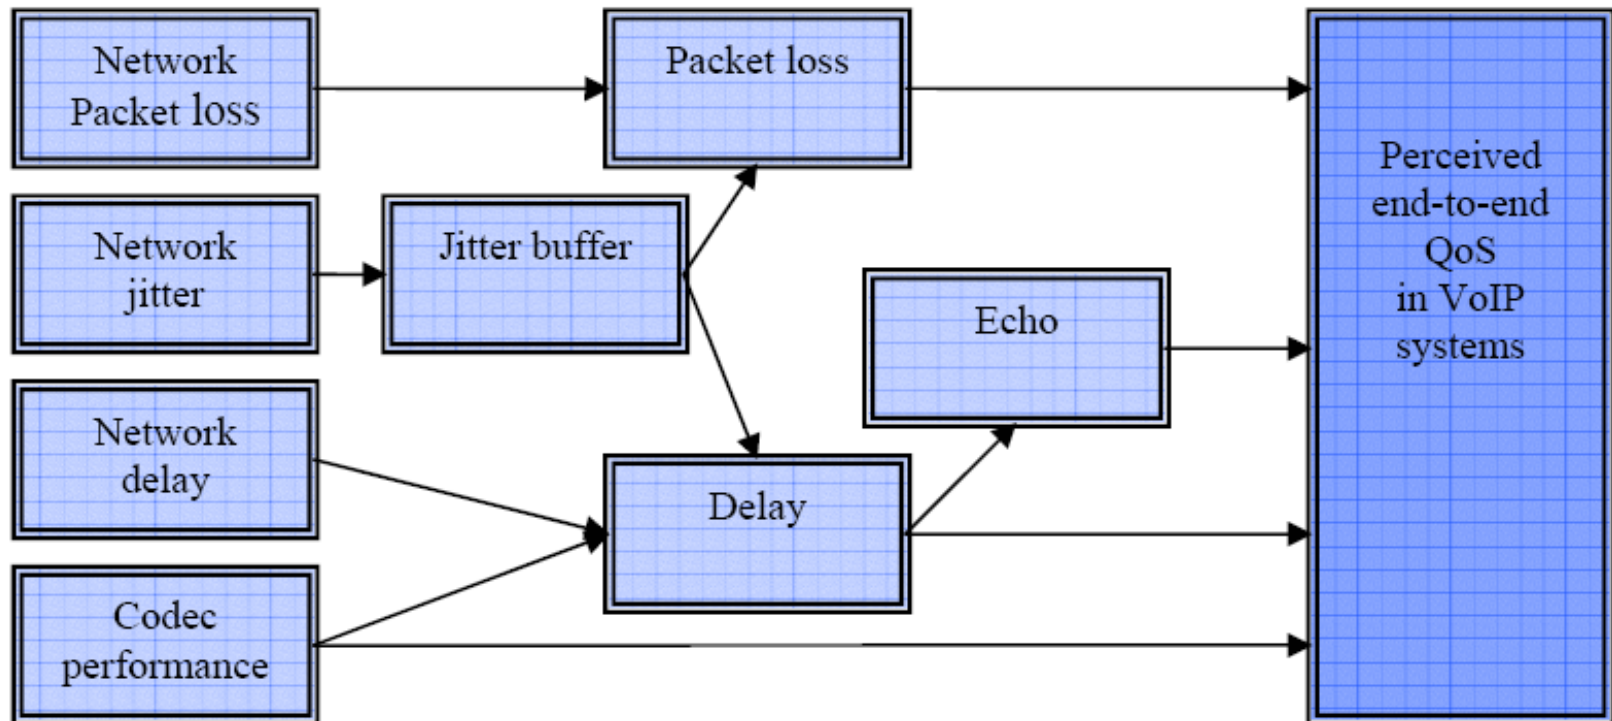 Network
Packet loss
Packet loss
Perceived
end-to-end
QoS
in VoIP
systems
Network
jitter
Jitter buffer
Echo
Network
delay
Delay
Codec
performance